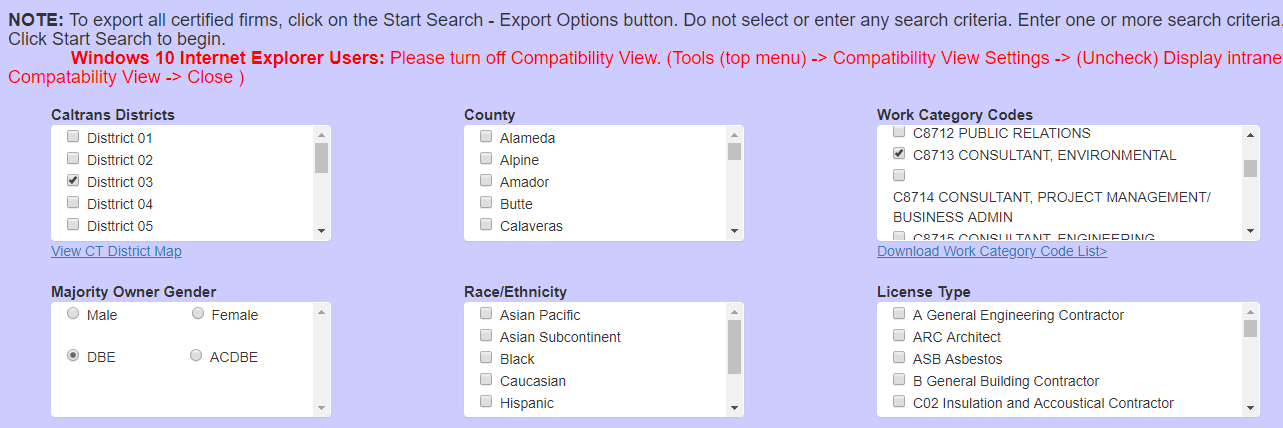 NOTE: To export all certified firms, click on the Start Search - Export Options button. Do not select or enter any search criteria. Enter one or more search criteria.
Click Start Search to begin.
Windows 10 Internet Explorer Users: Please turn off Compatibility View. (Tools (top menu) -> Compatibility View Settings -> (Uncheck) Display intrane
Compatability View -> Close )
Caltrans Districts
Disttrict 01
Disttrict 02
Disttrict 03
Disttrict 04
Disttrict 05
View CT District Map
County
Alameda
Alpine
Amador
Butte
Calaveras
Work Category Codes
C8712 PUBLIC RELATIONS
C8713 CONSULTANT, ENVIRONMENTAL
C8714 CONSULTANT, PROJECT MANAGEMENT/
BUSINESS ADMIN
C8715 CONSULTANT, ENGINEERING
Download Work Category Code List>
Majority Owner Gender
Male Female
DBE ACDBE
Race/Ethnicity
Asian Pacific
Asian Subcontinent
Black
Caucasian
Hispanic
License Type
A General Engineering Contractor
ARC Architect
ASB Asbestos
B General Building Contractor
C02 Insulation and Accoustical Contractor